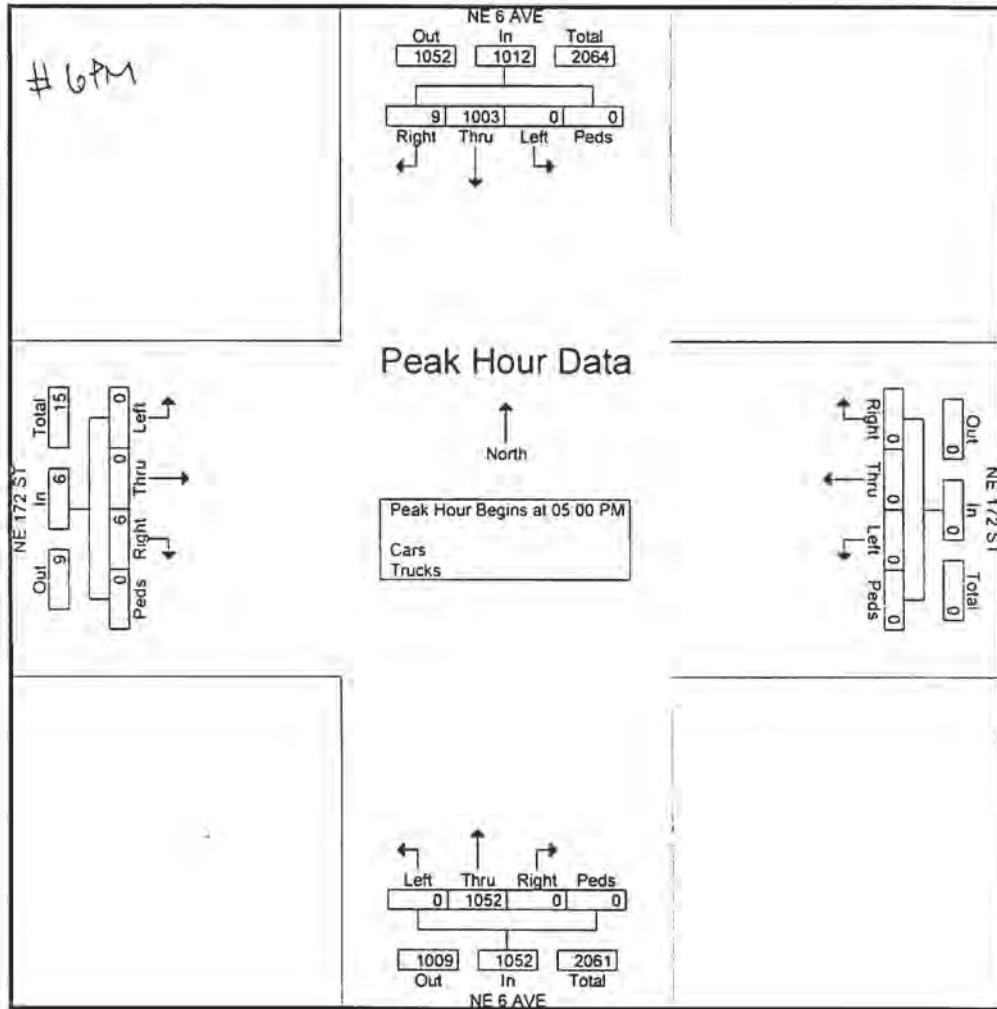 NE 6 AVE
Out In Total
1052 1012 2064
# 6PM
9 1003 0 0
Right Thru Left Peds
Peak Hour Data
North
Peak Hour Begins at 05 00 PM
Cars
Trucks
NE 172 ST
Out In Total
9 6 15
Left Thru Right Peds
0 0 6 0
Right Thru Left Peds
0 0 0 0
Out In Total
0 0 0
NE 172 ST
Left Thru Right Peds
0 1052 0 0
1009 1052 2061
Out In Total
NE 6 AVE